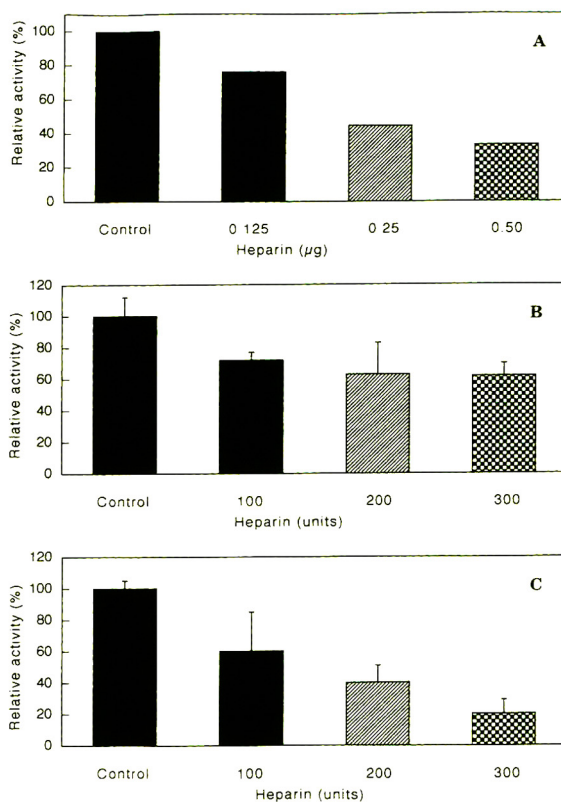 A
Relative activity (%)
100
80
60
40
20
0
Control 0 125 0 25 0.50
Heparin (µg)
B
Relative activity (%)
120
100
80
60
40
20
0
Control 100 200 300
Heparin (units)
C
Relative activity (%)
120
100
80
60
40
20
0
Control 100 200 300
Heparin (units)